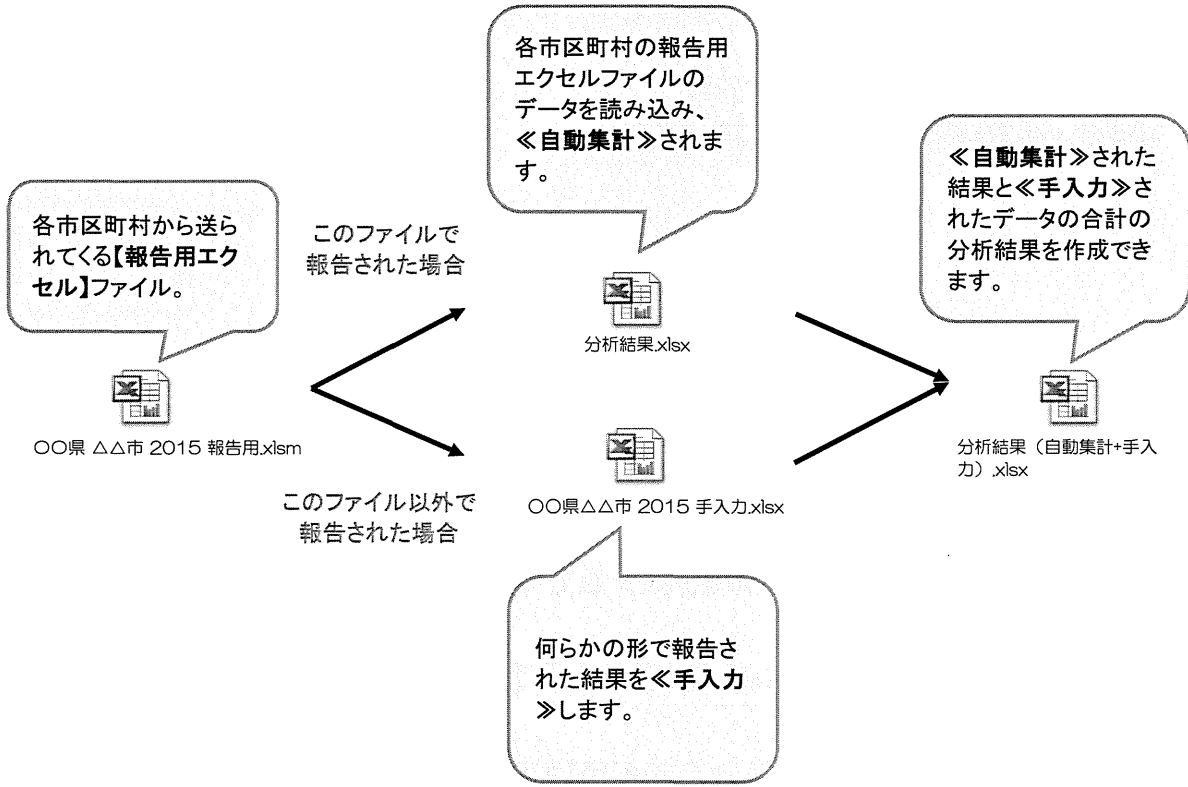 各市区町村の報告用
エクセルファイルの
データを読み込み、
≪自動集計≫されま
す。
≪自動集計≫された
結果と≪手入力≫さ
れたデータの合計の
分析結果を作成でき
ます。
各市区町村から送ら
れてくる【報告用エク
セル】ファイル。
このファイルで
報告された場合
分析結果.xlsx
〇〇県 △△市 2015 報告用.xlsm
分析結果（自動集計+手入
力）.xlsx
このファイル以外で
報告された場合
〇〇県△△市 2015 手入力.xlsx
何らかの形で報告さ
れた結果を≪手入力
≫します。